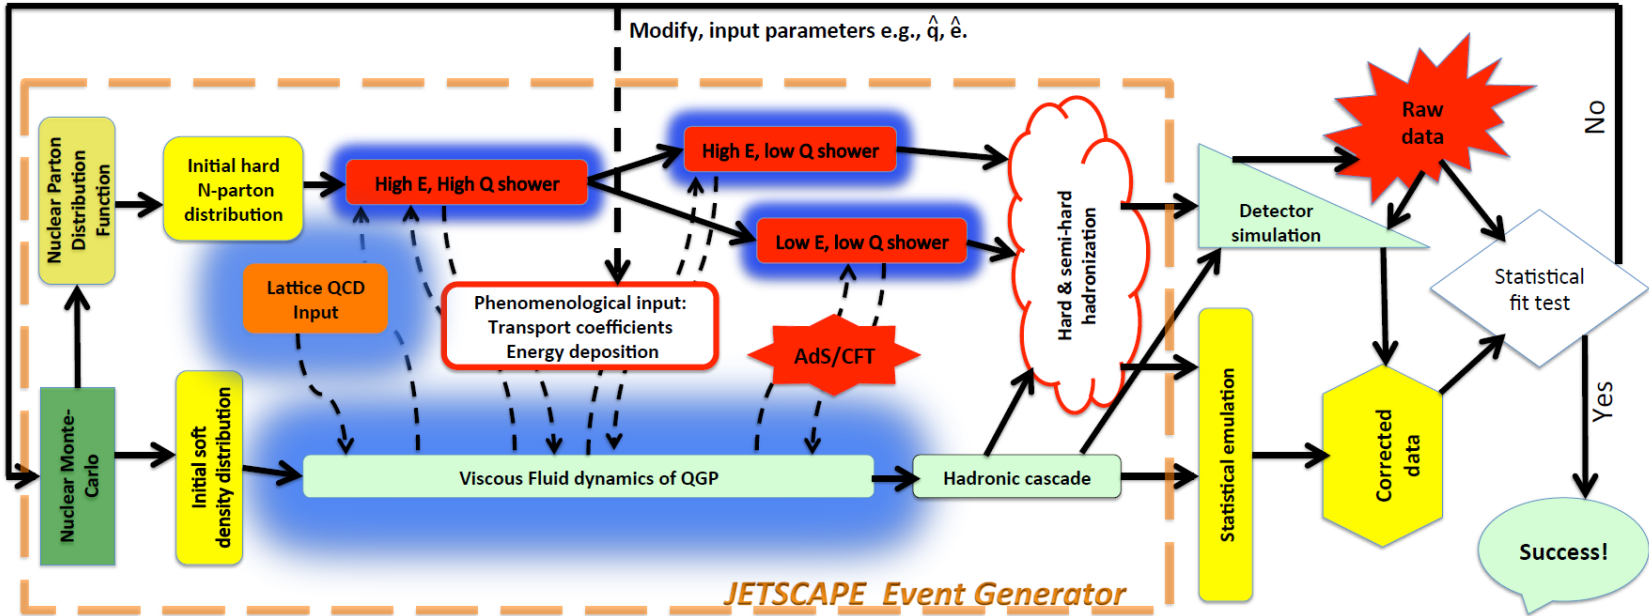 Modify, input parameters e.g., q̂, ê.
Nuclear Parton
Distribution
Function
Initial hard
N-parton
distribution
High E, High Q shower
High E, low Q shower
Low E, low Q shower
Hard & semi-hard
hadronization
Raw
data
No
Detector
simulation
Statistical
fit test
Lattice QCD
Input
Phenomenological input:
Transport coefficients
Energy deposition
AdS/CFT
Nuclear Monte-
Carlo
Initial soft
density distribution
Viscous Fluid dynamics of QGP
Hadronic cascade
Statistical emulation
Corrected
data
Yes
Success!
JETSCAPE Event Generator